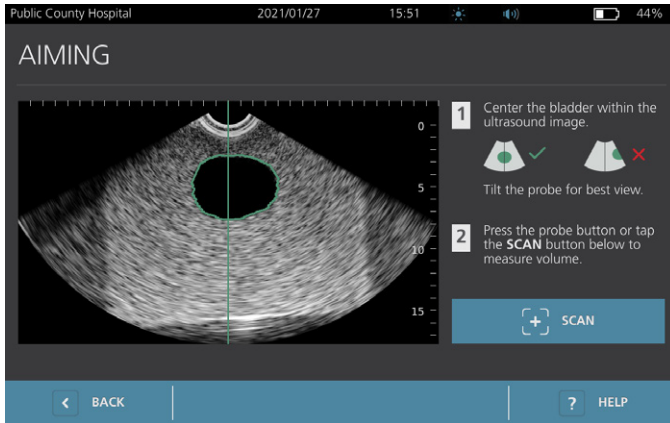 Public County Hospital 2021/01/27 15:51 44%
AIMING
0
5
10
15
1 Center the bladder within the
ultrasound image.
Tilt the probe for best view.
2 Press the probe button or tap
the SCAN button below to
measure volume.
SCAN
BACK
? HELP